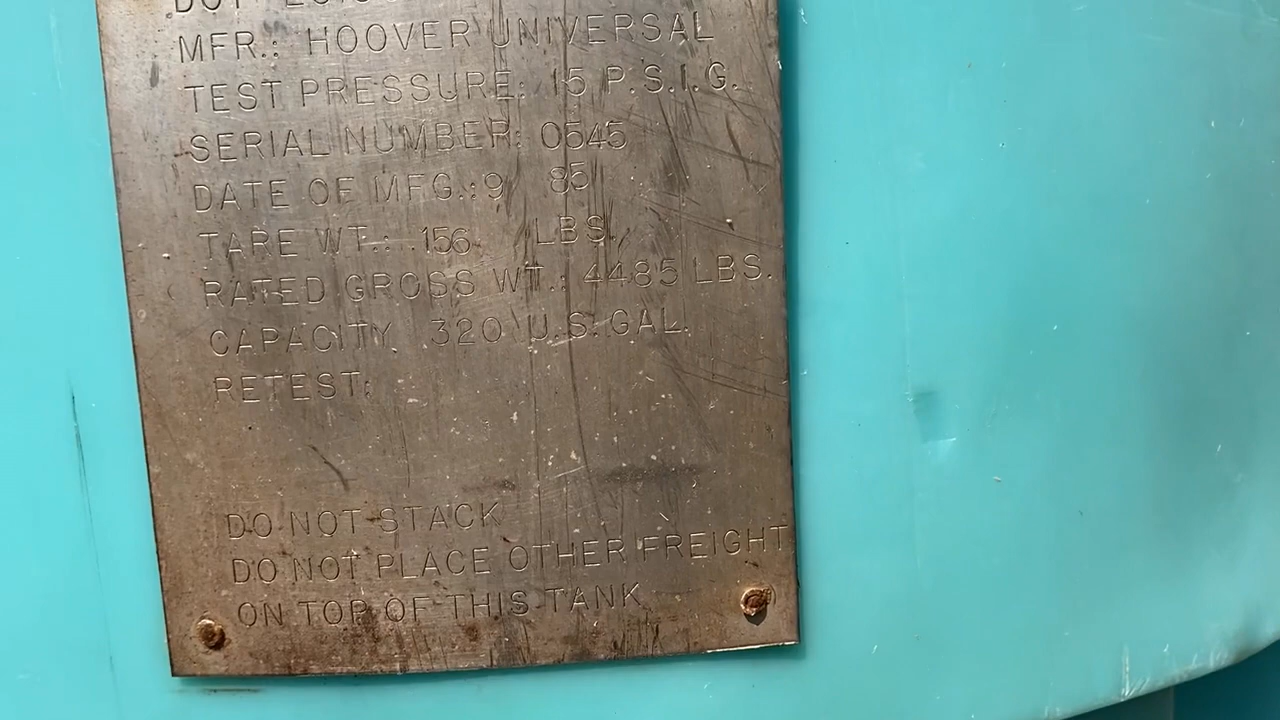 DOT
MFR.: HOOVER UNIVERSAL
TEST PRESSURE: 15 P.S.I.G.
SERIAL NUMBER: 0545
DATE OF MFG.: 9 85
TARE WT.: 156 LBS.
RATED GROSS WT.: 4485 LBS.
CAPACITY 320 U.S. GAL.
RETEST:
DO NOT STACK
DO NOT PLACE OTHER FREIGHT
ON TOP OF THIS TANK